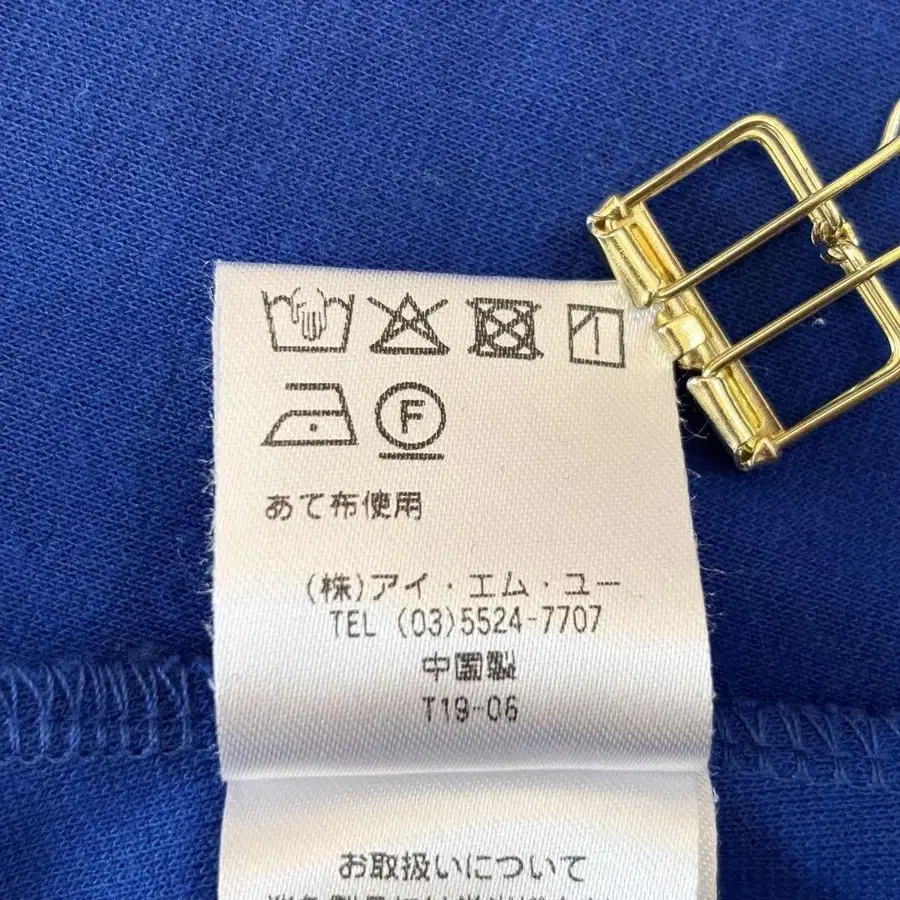 F
あて布使用
(株)アイ・エム・ユー
TEL (03)5524-7707
中国製
T19-06
お取扱いについて